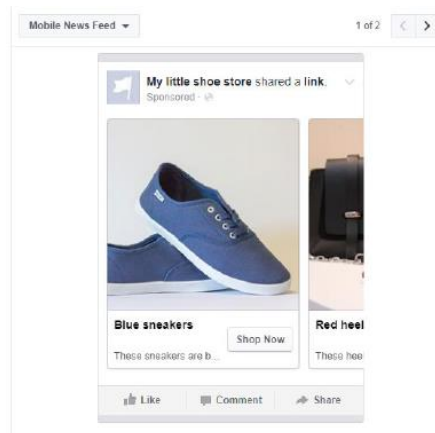 Mobile News Feed
1 of 2
My little shoe store shared a link.
Sponsored ·
Blue sneakers
Shop Now
These sneakers are b...
Red heel
These hee
Like
Comment
Share